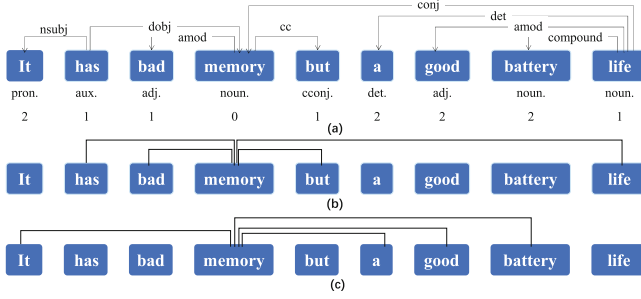 conj
nsubj dobj det
amod cc amod
compound
It has bad memory but a good battery life
pron. aux. adj. noun. cconj. det. adj. noun. noun.
2 1 1 0 1 2 2 2 1
(a)
It has bad memory but a good battery life
(b)
It has bad memory but a good battery life
(c)